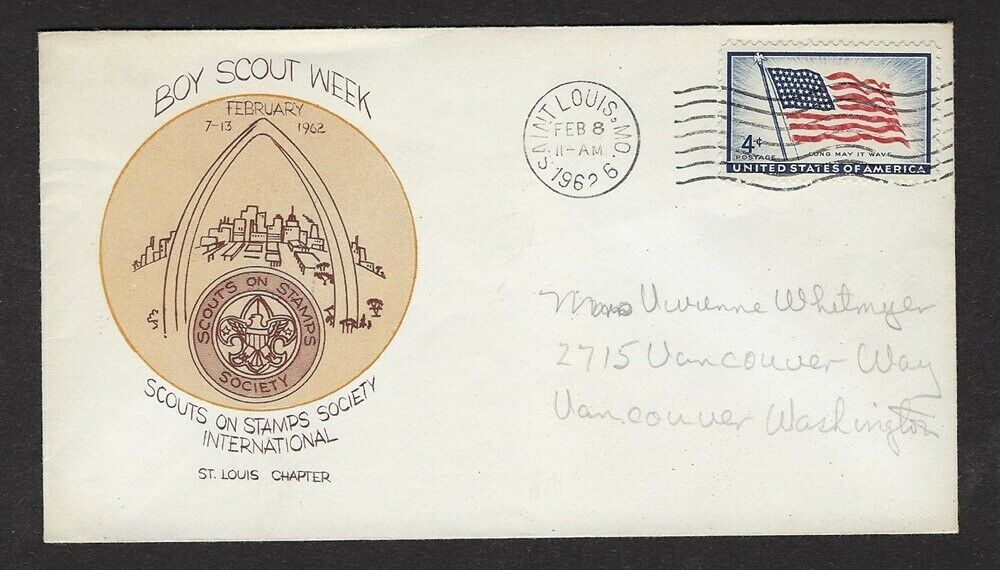 BOY SCOUT WEEK
FEBRUARY
7-13 1962
SCOUTS ON STAMPS
SOCIETY
SCOUTS ON STAMPS SOCIETY
INTERNATIONAL
ST. LOUIS CHAPTER
SAINT LOUIS, MO. 6
FEB 8
11-AM
1962
4¢
POSTAGE LONG MAY IT WAVE
UNITED STATES OF AMERICA
Vivienne Whitmyer
2715 Vancouver Way
Vancouver Washington